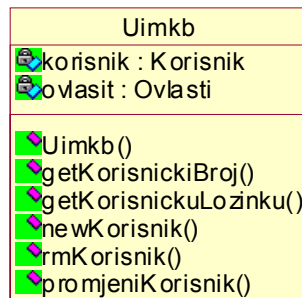 Uimkb
korisnik : Korisnik
ovlasit : Ovlasti
Uimkb()
getKorisnickiBroj()
getKorisnickuLozinku()
newKorisnik()
rmKorisnik()
promjeniKorisnik()